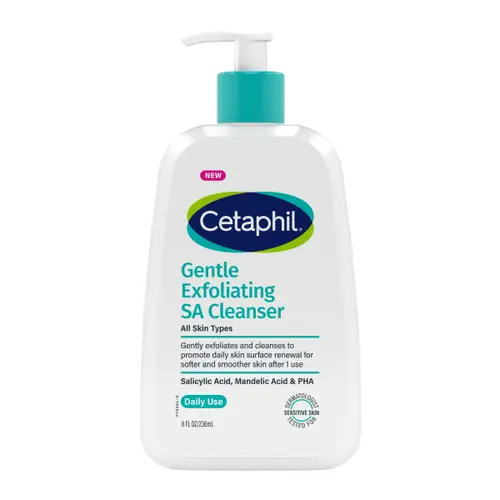 NEW
Cetaphil®
Gentle
Exfoliating
SA Cleanser
All Skin Types
Gently exfoliates and cleanses to
promote daily skin surface renewal for
softer and smoother skin after 1 use
Salicylic Acid, Mandelic Acid & PHA
Daily Use
DERMATOLOGIST
SENSITIVE SKIN
TESTED FOR
8 FL OZ/236mL